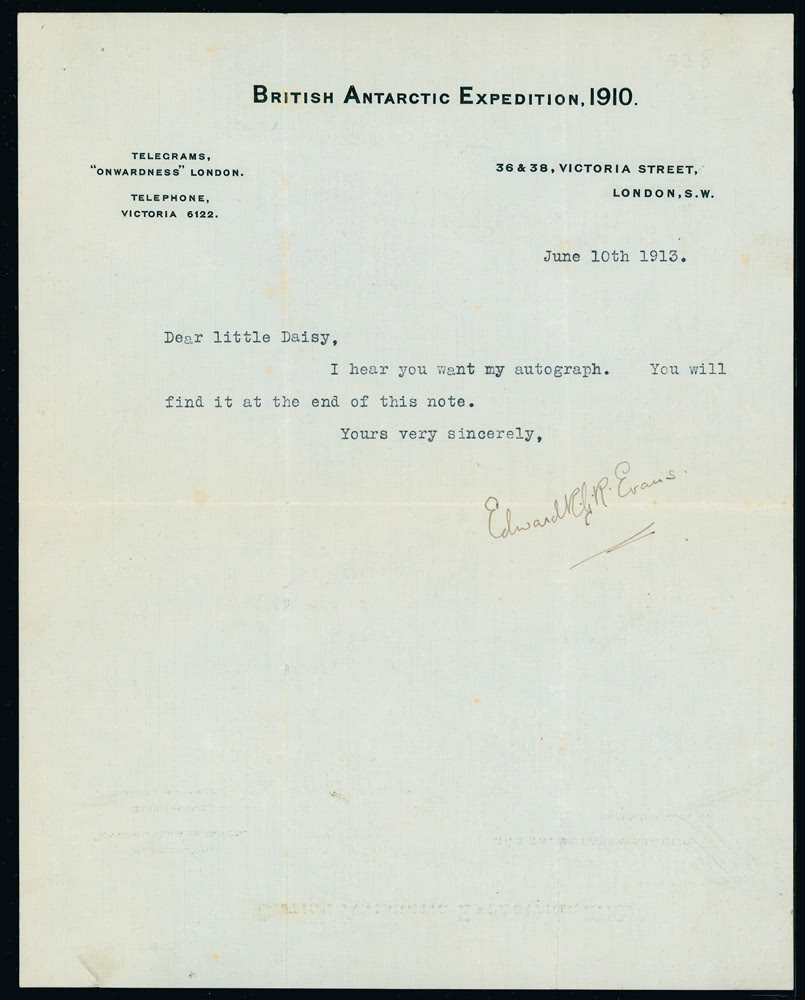 338
BRITISH ANTARCTIC EXPEDITION, 1910.
TELEGRAMS,
"ONWARDNESS" LONDON.
TELEPHONE,
VICTORIA 6122.
36 & 38, VICTORIA STREET,
LONDON, S.W.
June 10th 1913.
Dear little Daisy,
I hear you want my autograph. You will
find it at the end of this note.
Yours very sincerely,
Edward R.G.R. Evans.